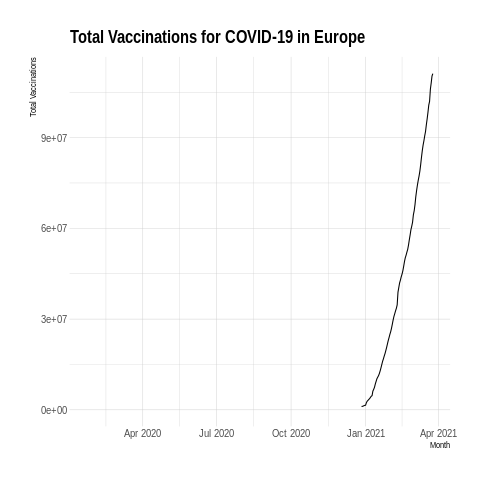 Total Vaccinations for COVID-19 in Europe
Total Vaccinations
9e+07
6e+07
3e+07
0e+00
Apr 2020 Jul 2020 Oct 2020 Jan 2021 Apr 2021
Month